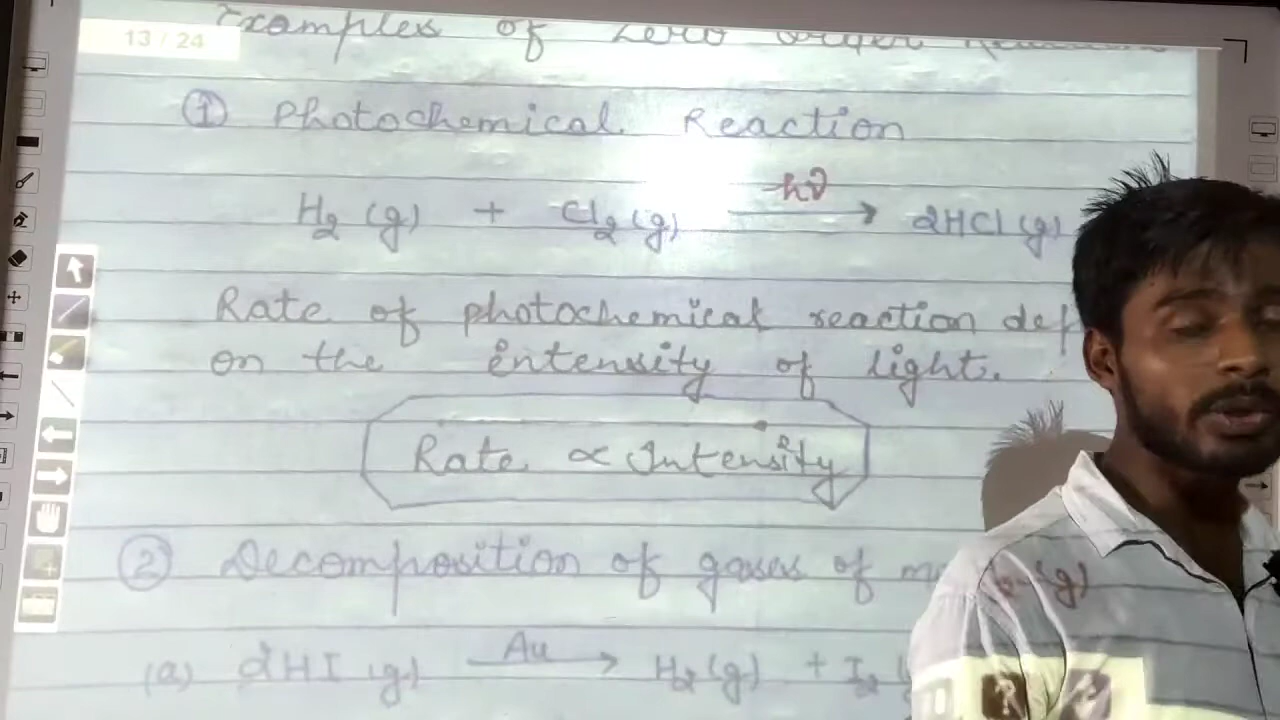 13 / 24
Examples of Zero order Reaction
① Photochemical Reaction
H₂(g) + Cl₂(g) hν → 2HCl(g)
Rate of photochemical reaction dep
on the intensity of light.
Rate ∝ Intensity
② Decomposition of gases of m
(a) 2HI(g) Au → H₂(g) + I₂(g